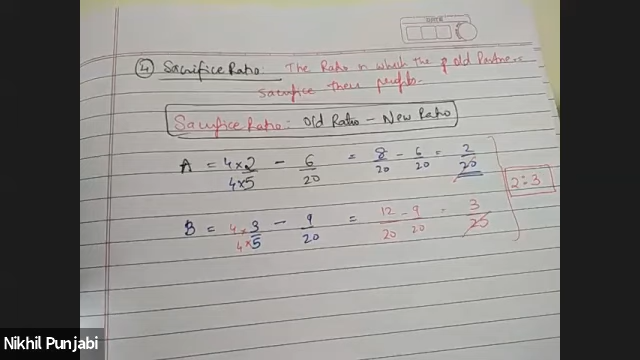 DATE
④ Sacrifice Ratio: The Ratio in which the old Partners
sacrifice their profits.
Sacrifice Ratio: Old Ratio - New Ratio
A = 4×2/4×5 - 6/20 = 8/20 - 6/20 = 2/20
2:3
B = 4×3/4×5 - 9/20 = 12/20 - 9/20 = 3/20
Nikhil Punjabi